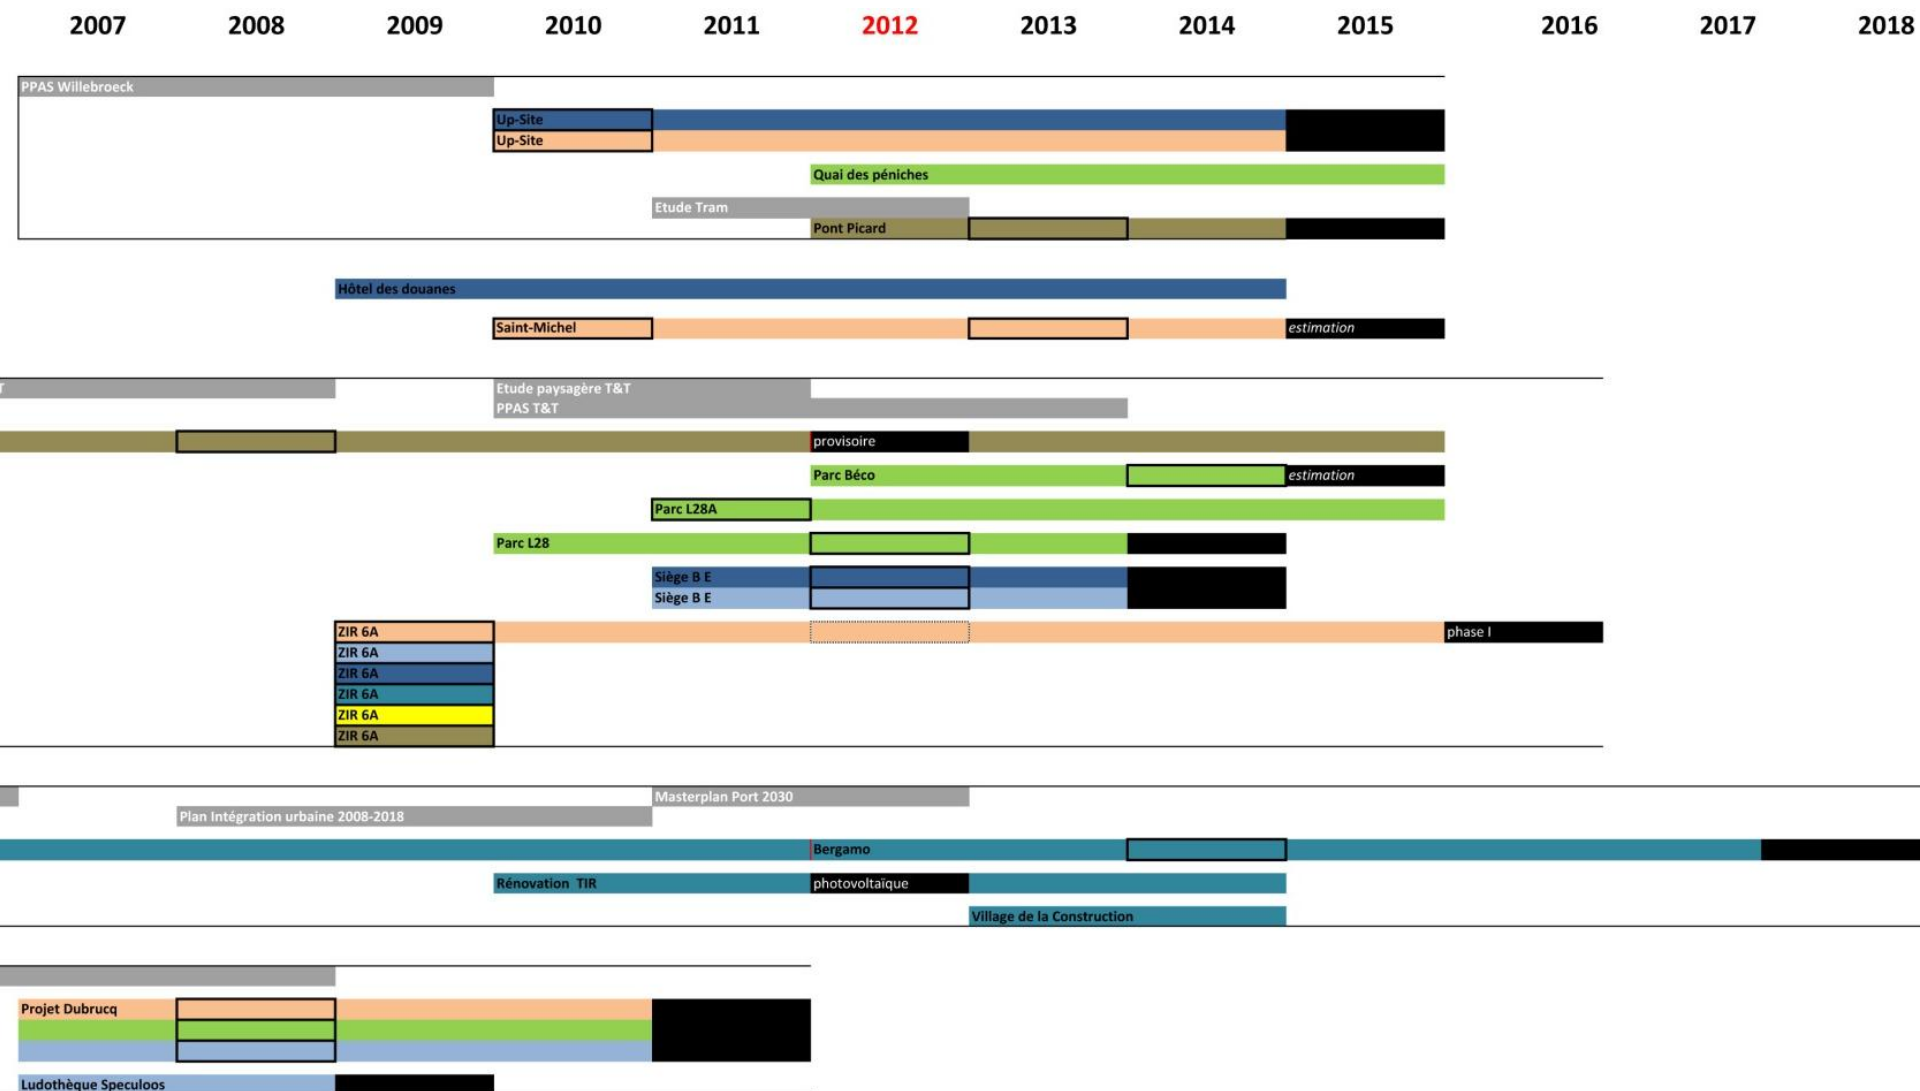 2007 2008 2009 2010 2011 2012 2013 2014 2015 2016 2017 2018
PPAS Willebroeck
Up-Site
Up-Site
Quai des péniches
Etude Tram
Pont Picard
Hôtel des douanes
Saint-Michel estimation
T Etude paysagère T&T
PPAS T&T
provisoire
Parc Béco estimation
Parc L28A
Parc L28
Siège B E
Siège B E
ZIR 6A phase I
ZIR 6A
ZIR 6A
ZIR 6A
ZIR 6A
ZIR 6A
Masterplan Port 2030
Plan Intégration urbaine 2008-2018
Bergamo
Rénovation TIR photovoltaïque
Village de la Construction
Projet Dubrucq
Ludothèque Speculoos